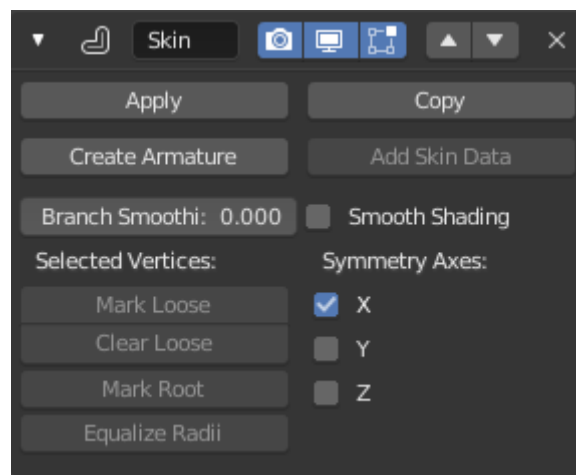 Skin
Apply
Copy
Create Armature
Add Skin Data
Branch Smoothi: 0.000
Smooth Shading
Selected Vertices:
Symmetry Axes:
Mark Loose
X
Clear Loose
Y
Mark Root
Z
Equalize Radii